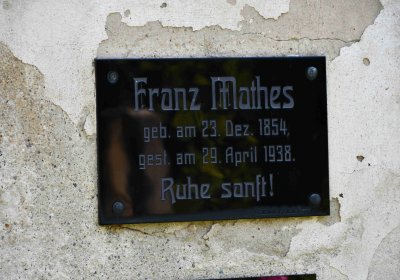 Franz Mathes
geb. am 23. Dez. 1854,
gest. am 29. April 1938.
Ruhe sanft!